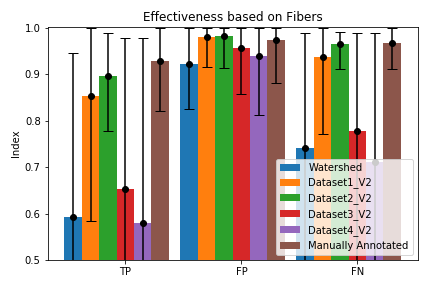 Effectiveness based on Fibers
1.0
0.9
0.8
0.7
0.6
0.5
Index
TP
FP
FN
Watershed
Dataset1_V2
Dataset2_V2
Dataset3_V2
Dataset4_V2
Manually Annotated